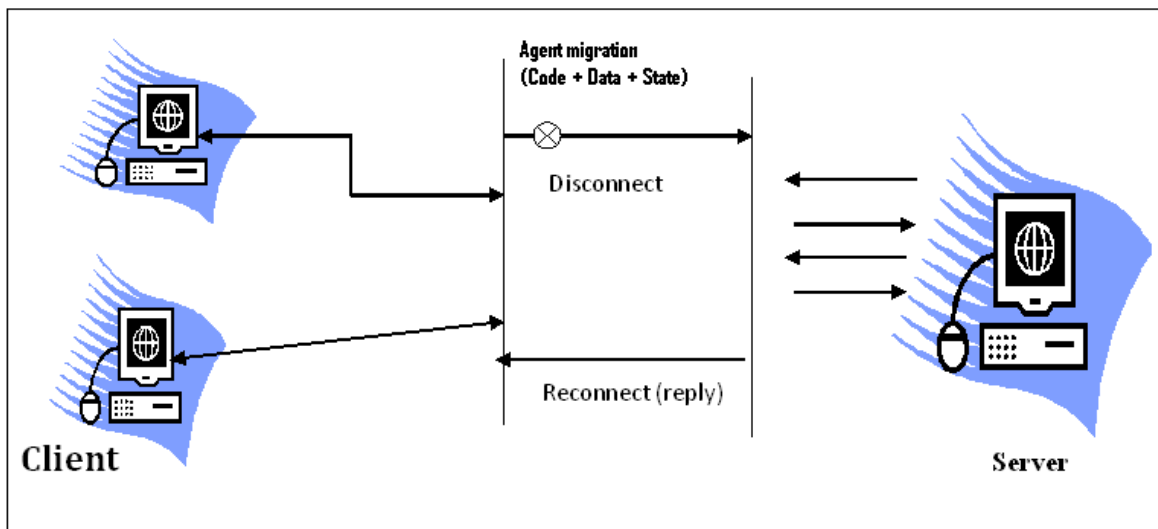 Agent migration
(Code + Data + State)
Disconnect
Reconnect (reply)
Client
Server